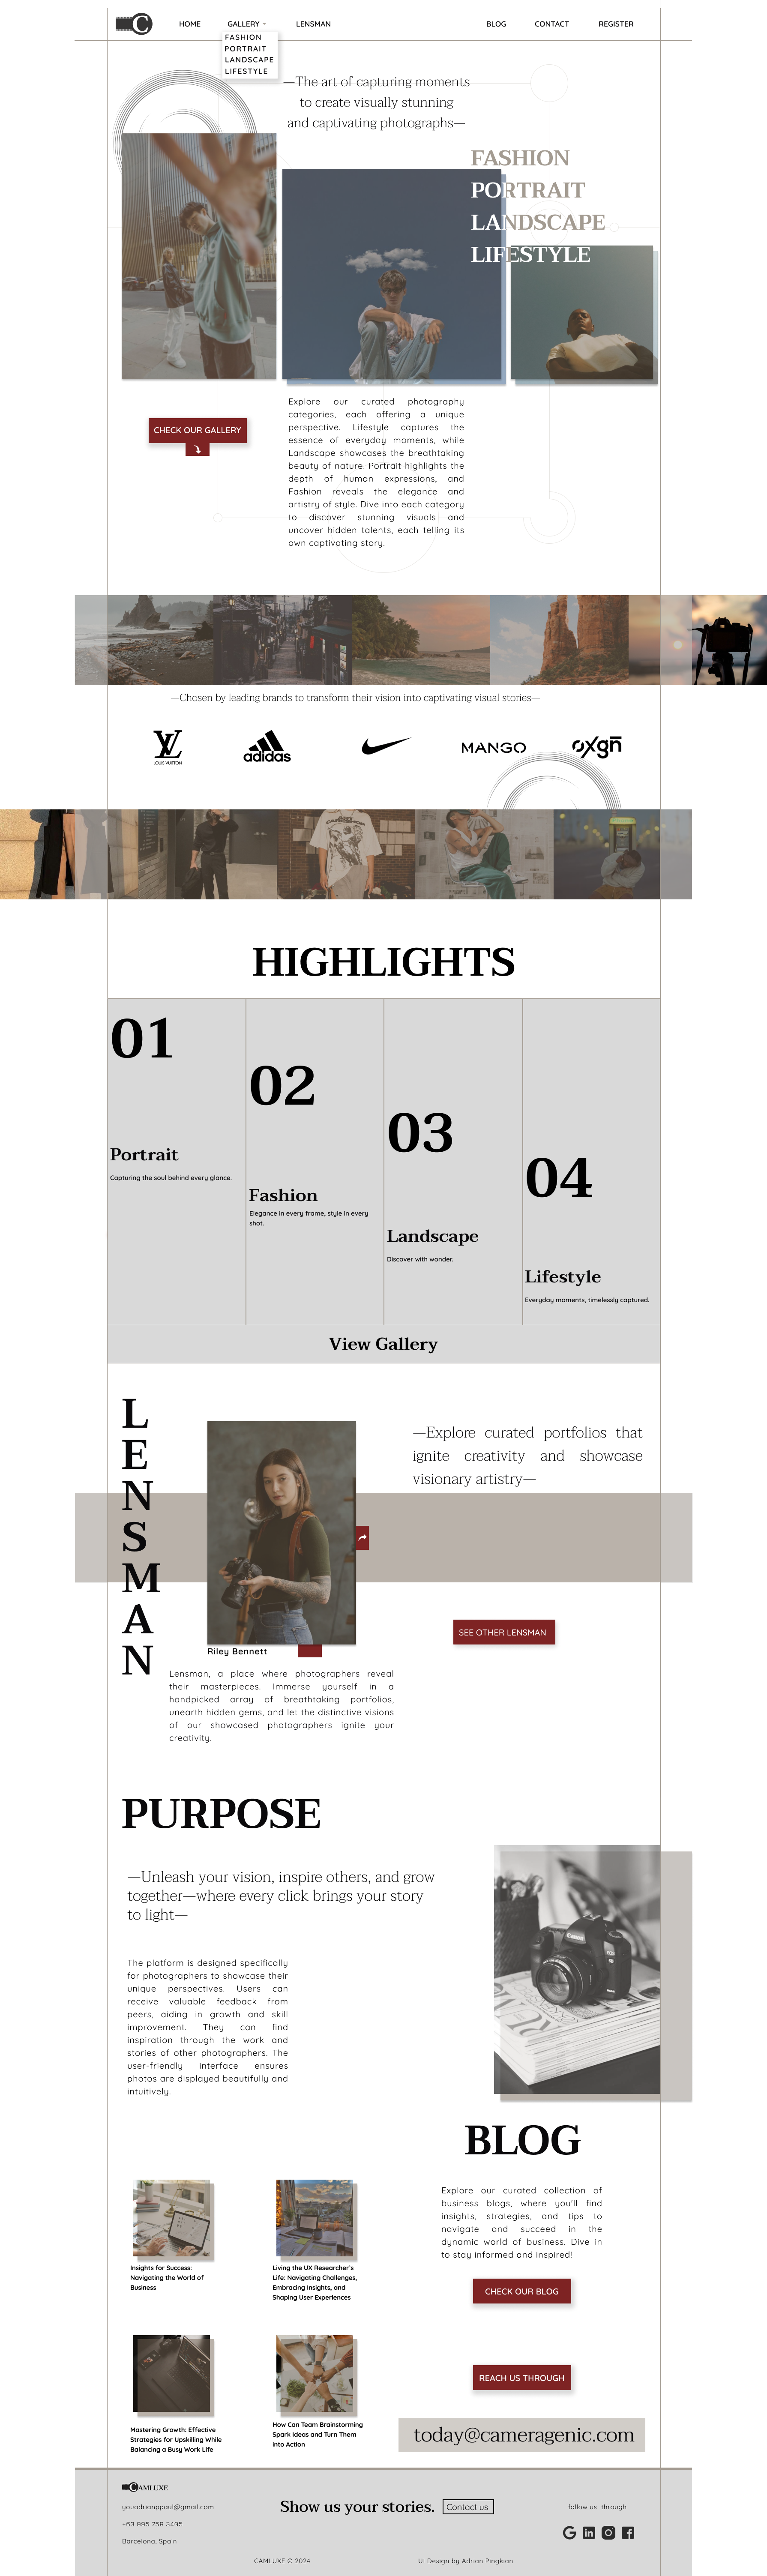 C
HOME
GALLERY
LENSMAN
BLOG
CONTACT
REGISTER
FASHION
PORTRAIT
LANDSCAPE
LIFESTYLE
—The art of capturing moments
to create visually stunning
and captivating photographs—
FASHION
PORTRAIT
LANDSCAPE
LIFESTYLE
Explore our curated photography
categories, each offering a unique
perspective. Lifestyle captures the
essence of everyday moments, while
Landscape showcases the breathtaking
beauty of nature. Portrait highlights the
depth of human expressions, and
Fashion reveals the elegance and
artistry of style. Dive into each category
to discover stunning visuals and
uncover hidden talents, each telling its
own captivating story.
CHECK OUR GALLERY
—Chosen by leading brands to transform their vision into captivating visual stories—
LV
LOUIS VUITTON
adidas
MANGO
oxgn
HIGHLIGHTS
01
Portrait
Capturing the soul behind every glance.
02
Fashion
Elegance in every frame, style in every
shot.
03
Landscape
Discover with wonder.
04
Lifestyle
Everyday moments, timelessly captured.
View Gallery
LENSMAN
—Explore curated portfolios that
ignite creativity and showcase
visionary artistry—
SEE OTHER LENSMAN
Riley Bennett
Lensman, a place where photographers reveal
their masterpieces. Immerse yourself in a
handpicked array of breathtaking portfolios,
unearth hidden gems, and let the distinctive visions
of our showcased photographers ignite your
creativity.
PURPOSE
—Unleash your vision, inspire others, and grow
together—where every click brings your story
to light—
The platform is designed specifically
for photographers to showcase their
unique perspectives. Users can
receive valuable feedback from
peers, aiding in growth and skill
improvement. They can find
inspiration through the work and
stories of other photographers. The
user-friendly interface ensures
photos are displayed beautifully and
intuitively.
Canon
BLOG
Explore our curated collection of
business blogs, where you'll find
insights, strategies, and tips to
navigate and succeed in the
dynamic world of business. Dive in
to stay informed and inspired!
CHECK OUR BLOG
Insights for Success:
Navigating the World of
Business
Living the UX Researcher's
Life: Navigating Challenges,
Embracing Insights, and
Shaping User Experiences
Mastering Growth: Effective
Strategies for Upskilling While
Balancing a Busy Work Life
How Can Team Brainstorming
Spark Ideas and Turn Them
into Action
REACH US THROUGH
today@cameragenic.com
CAMLUXE
youadrianppaul@gmail.com
+63 995 759 3405
Barcelona, Spain
Show us your stories.
Contact us
follow us through
CAMLUXE © 2024
UI Design by Adrian Pingkian